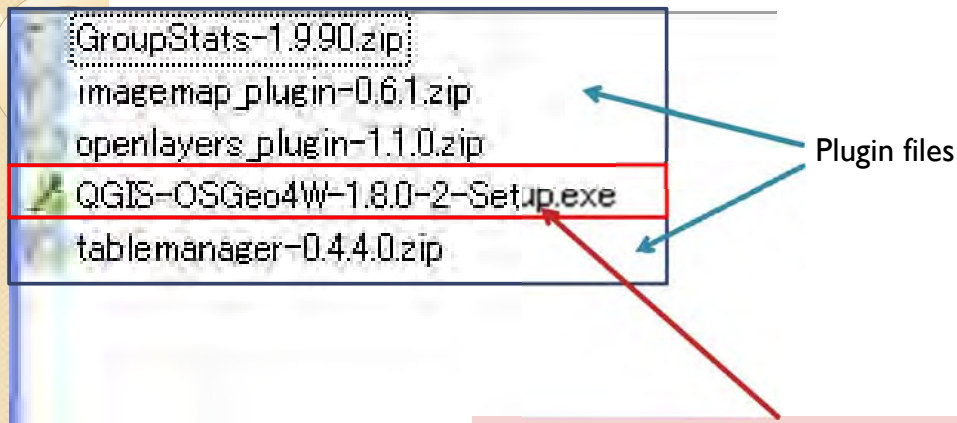 GroupStats-1.9.90.zip
imagemap_plugin-0.6.1.zip
openlayers_plugin-1.1.0.zip
Plugin files
QGIS-OSGeo4W-1.8.0-2-Setup.exe
tablemanager-0.4.4.0.zip